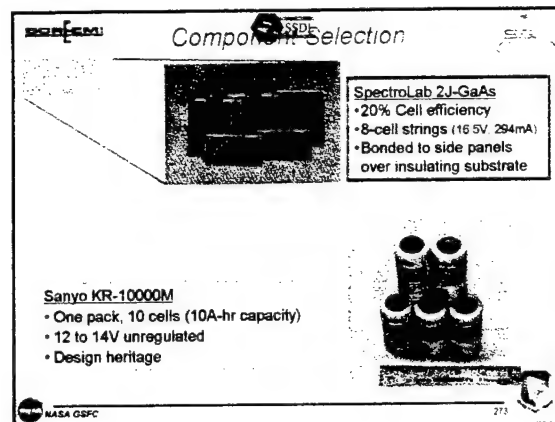 Component Selection
SSDL
SpectroLab 2J-GaAs
•20% Cell efficiency
•8-cell strings (16.5V, 294mA)
•Bonded to side panels
over insulating substrate
Sanyo KR-10000M
• One pack, 10 cells (10A-hr capacity)
• 12 to 14V unregulated
• Design heritage
NASA GSFC
273